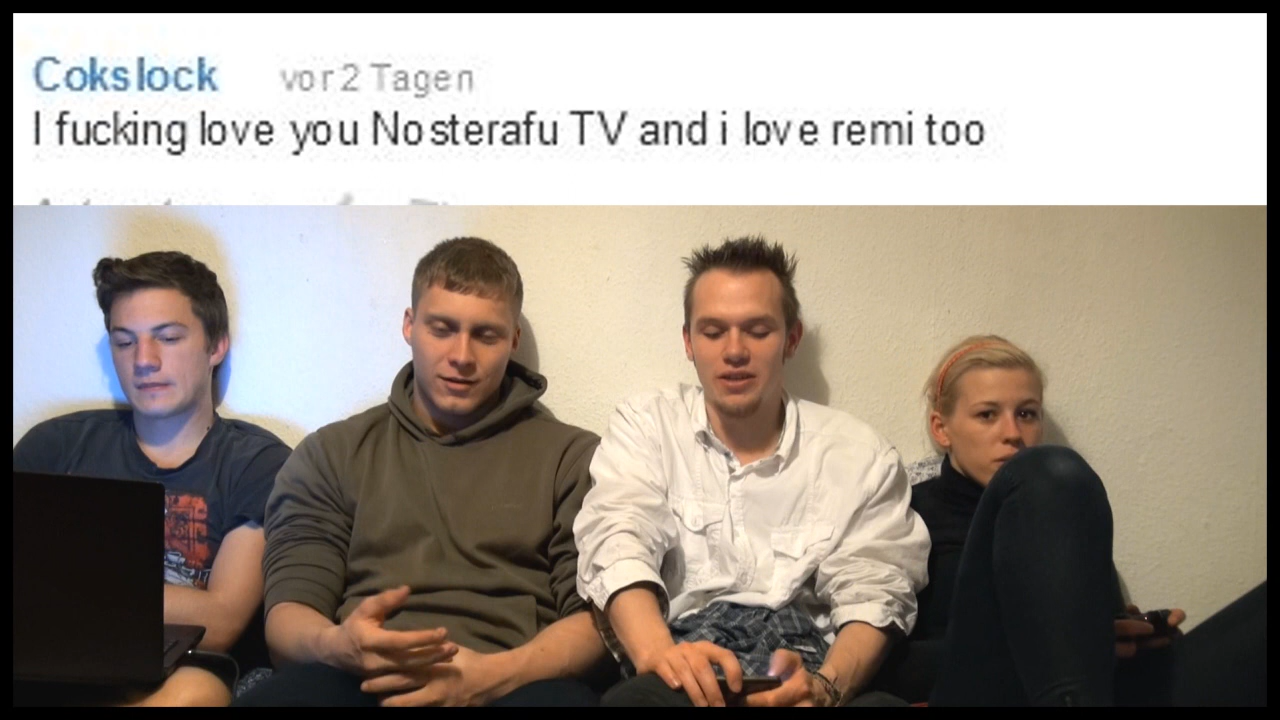 Cokslock vor 2 Tagen
I fucking love you Nosterafu TV and i love remi too